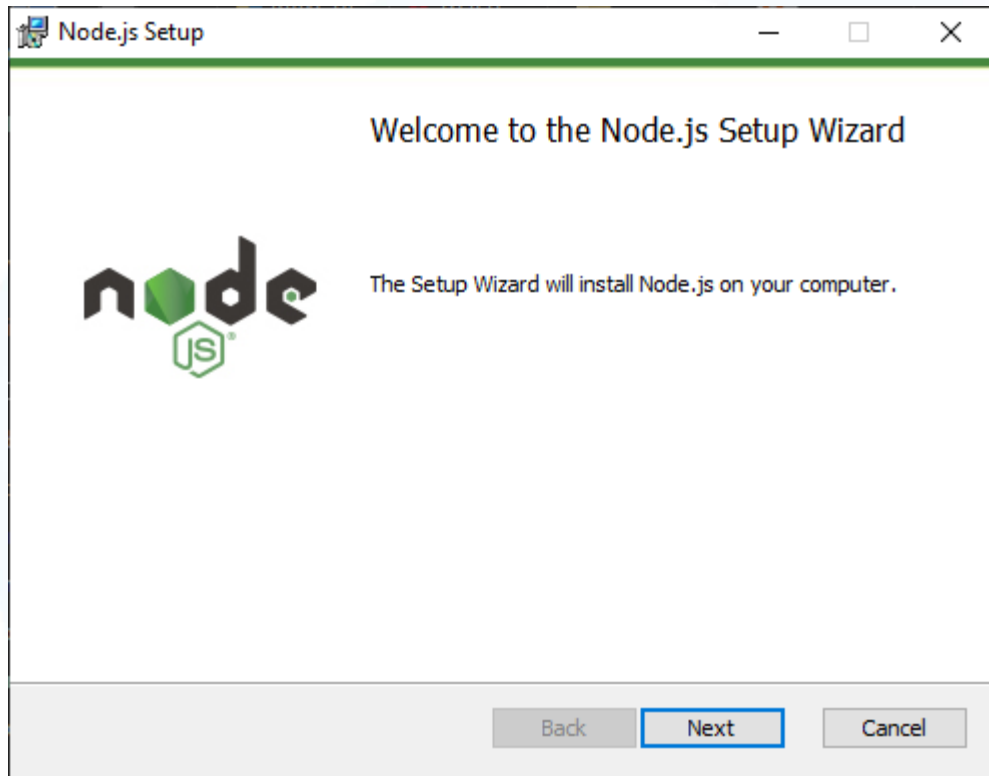 Node.js Setup
Welcome to the Node.js Setup Wizard
The Setup Wizard will install Node.js on your computer.
node
JS®
Back Next Cancel